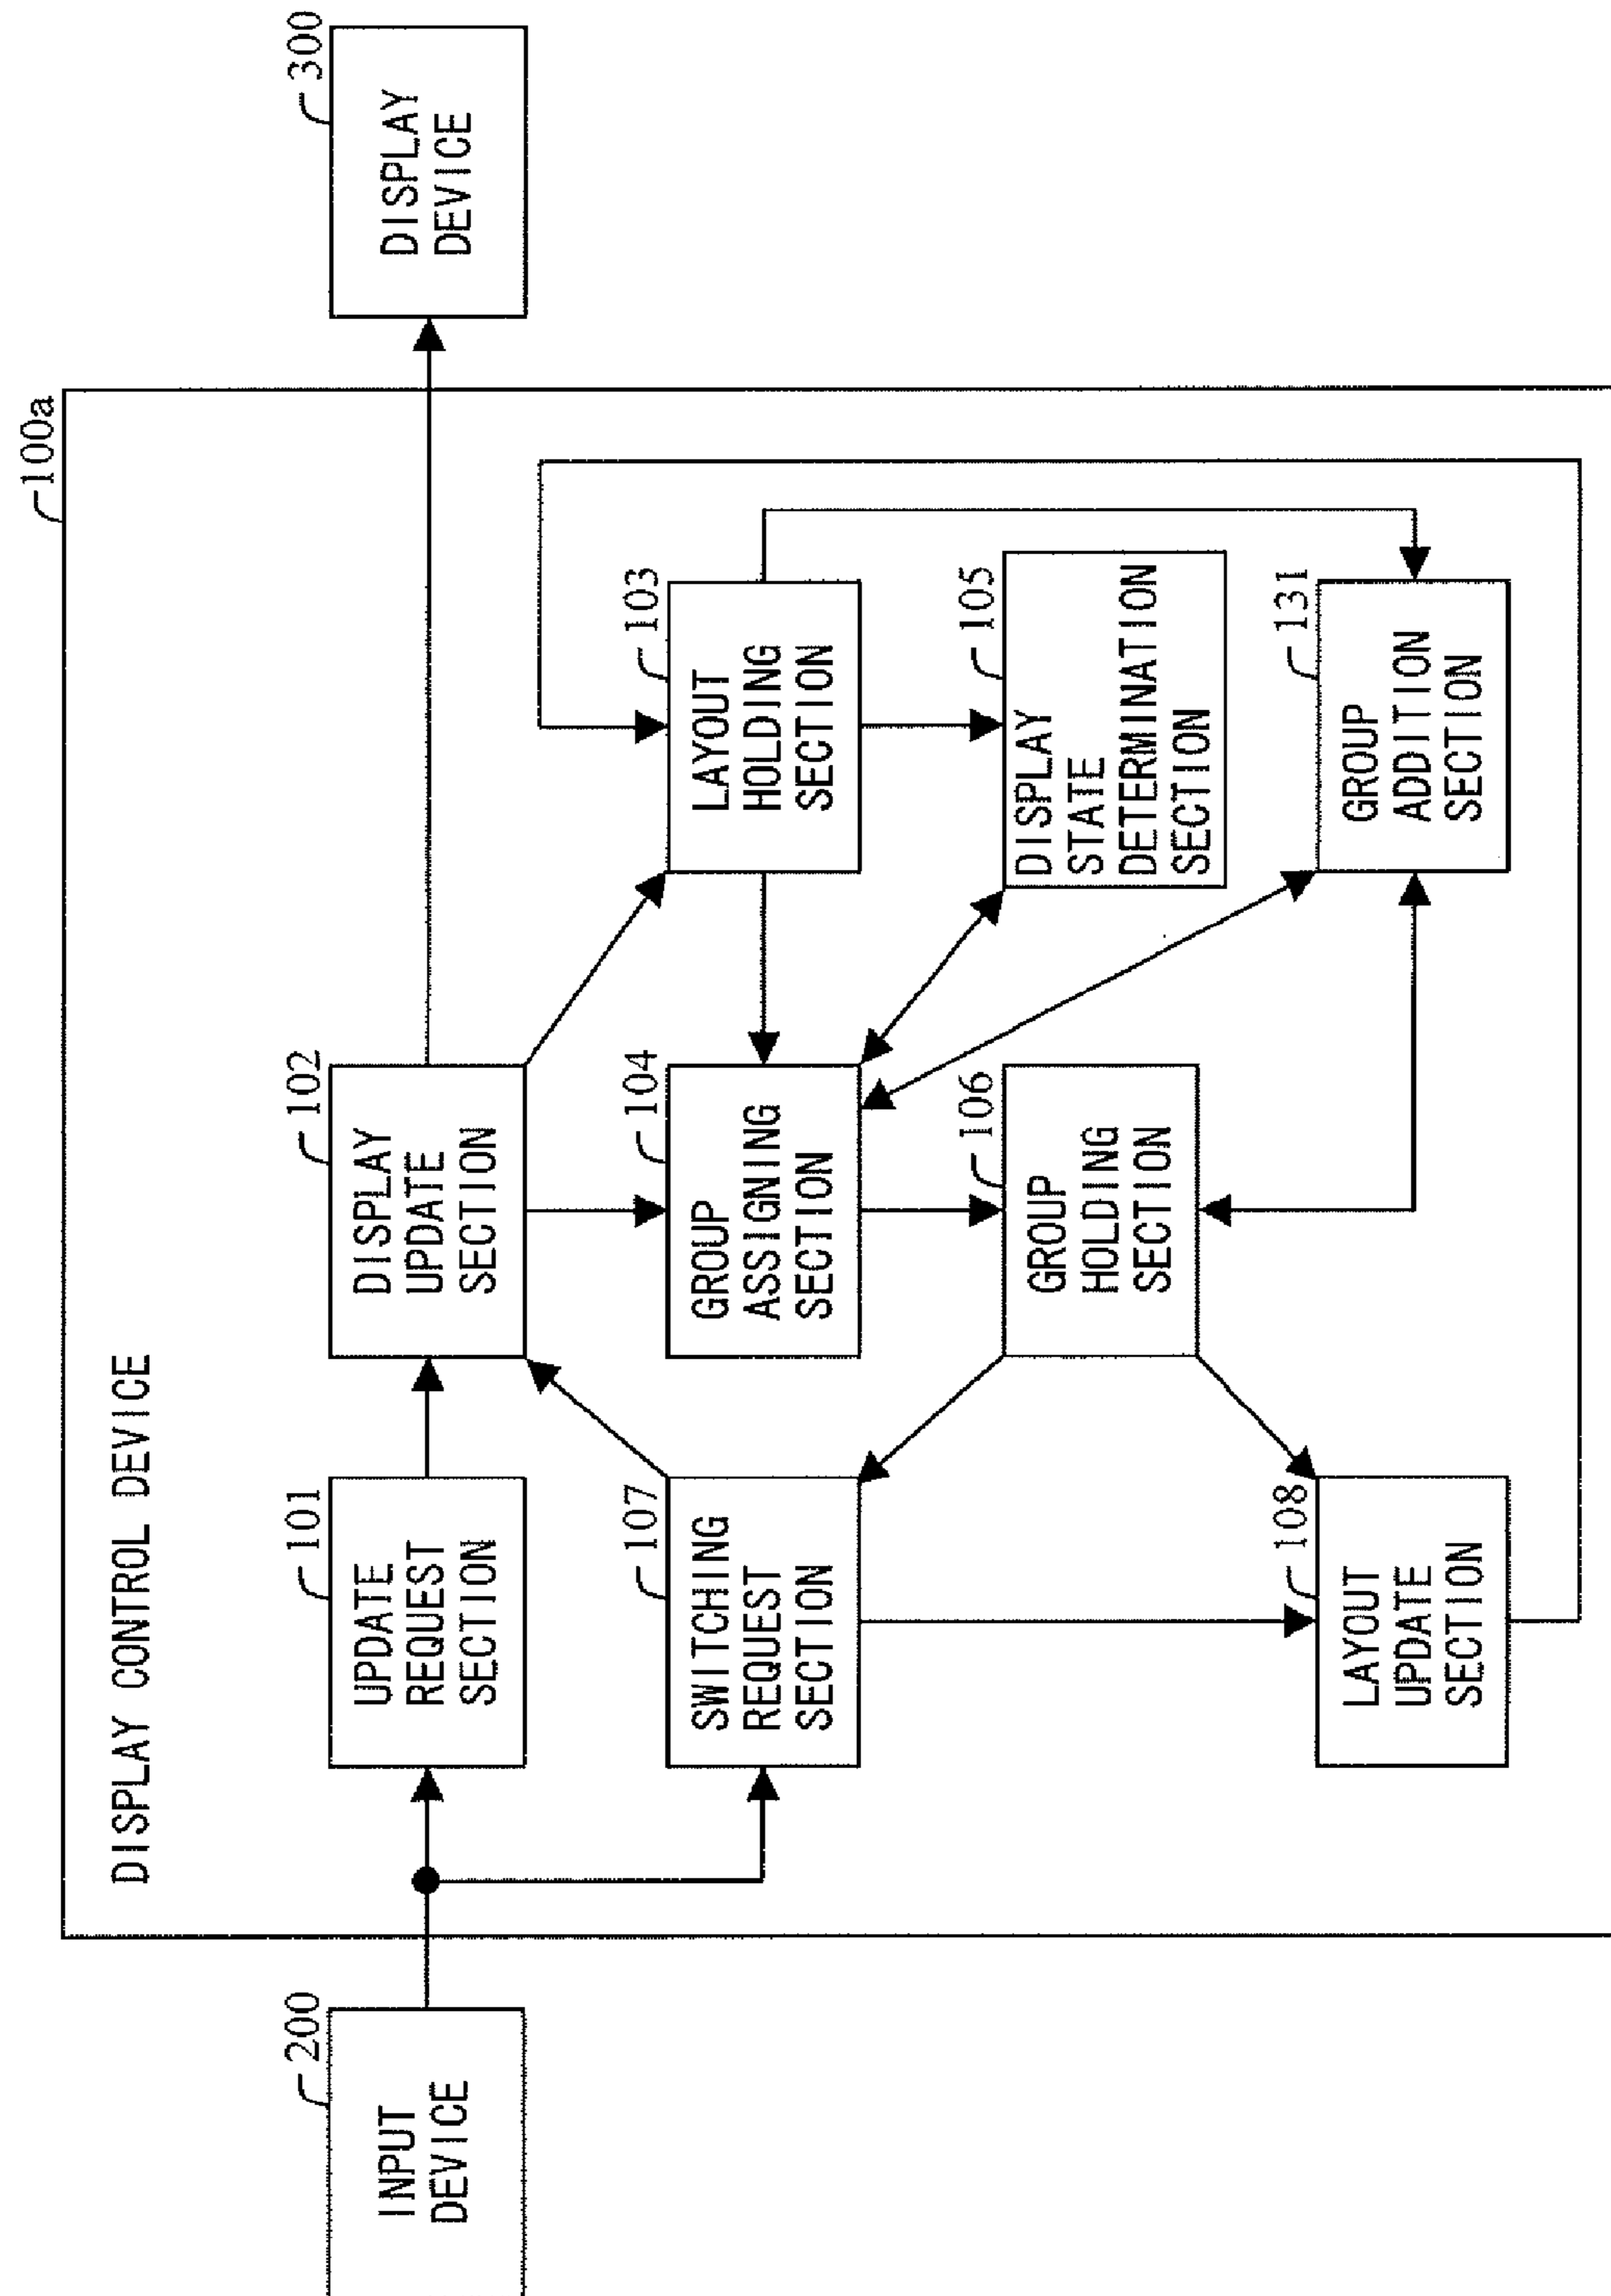 100a
DISPLAY CONTROL DEVICE
200
INPUT
DEVICE
101
UPDATE
REQUEST
SECTION
102
DISPLAY
UPDATE
SECTION
300
DISPLAY
DEVICE
107
SWITCHING
REQUEST
SECTION
104
GROUP
ASSIGNING
SECTION
103
LAYOUT
HOLDING
SECTION
106
GROUP
HOLDING
SECTION
105
DISPLAY
STATE
DETERMINATION
SECTION
108
LAYOUT
UPDATE
SECTION
131
GROUP
ADDITION
SECTION